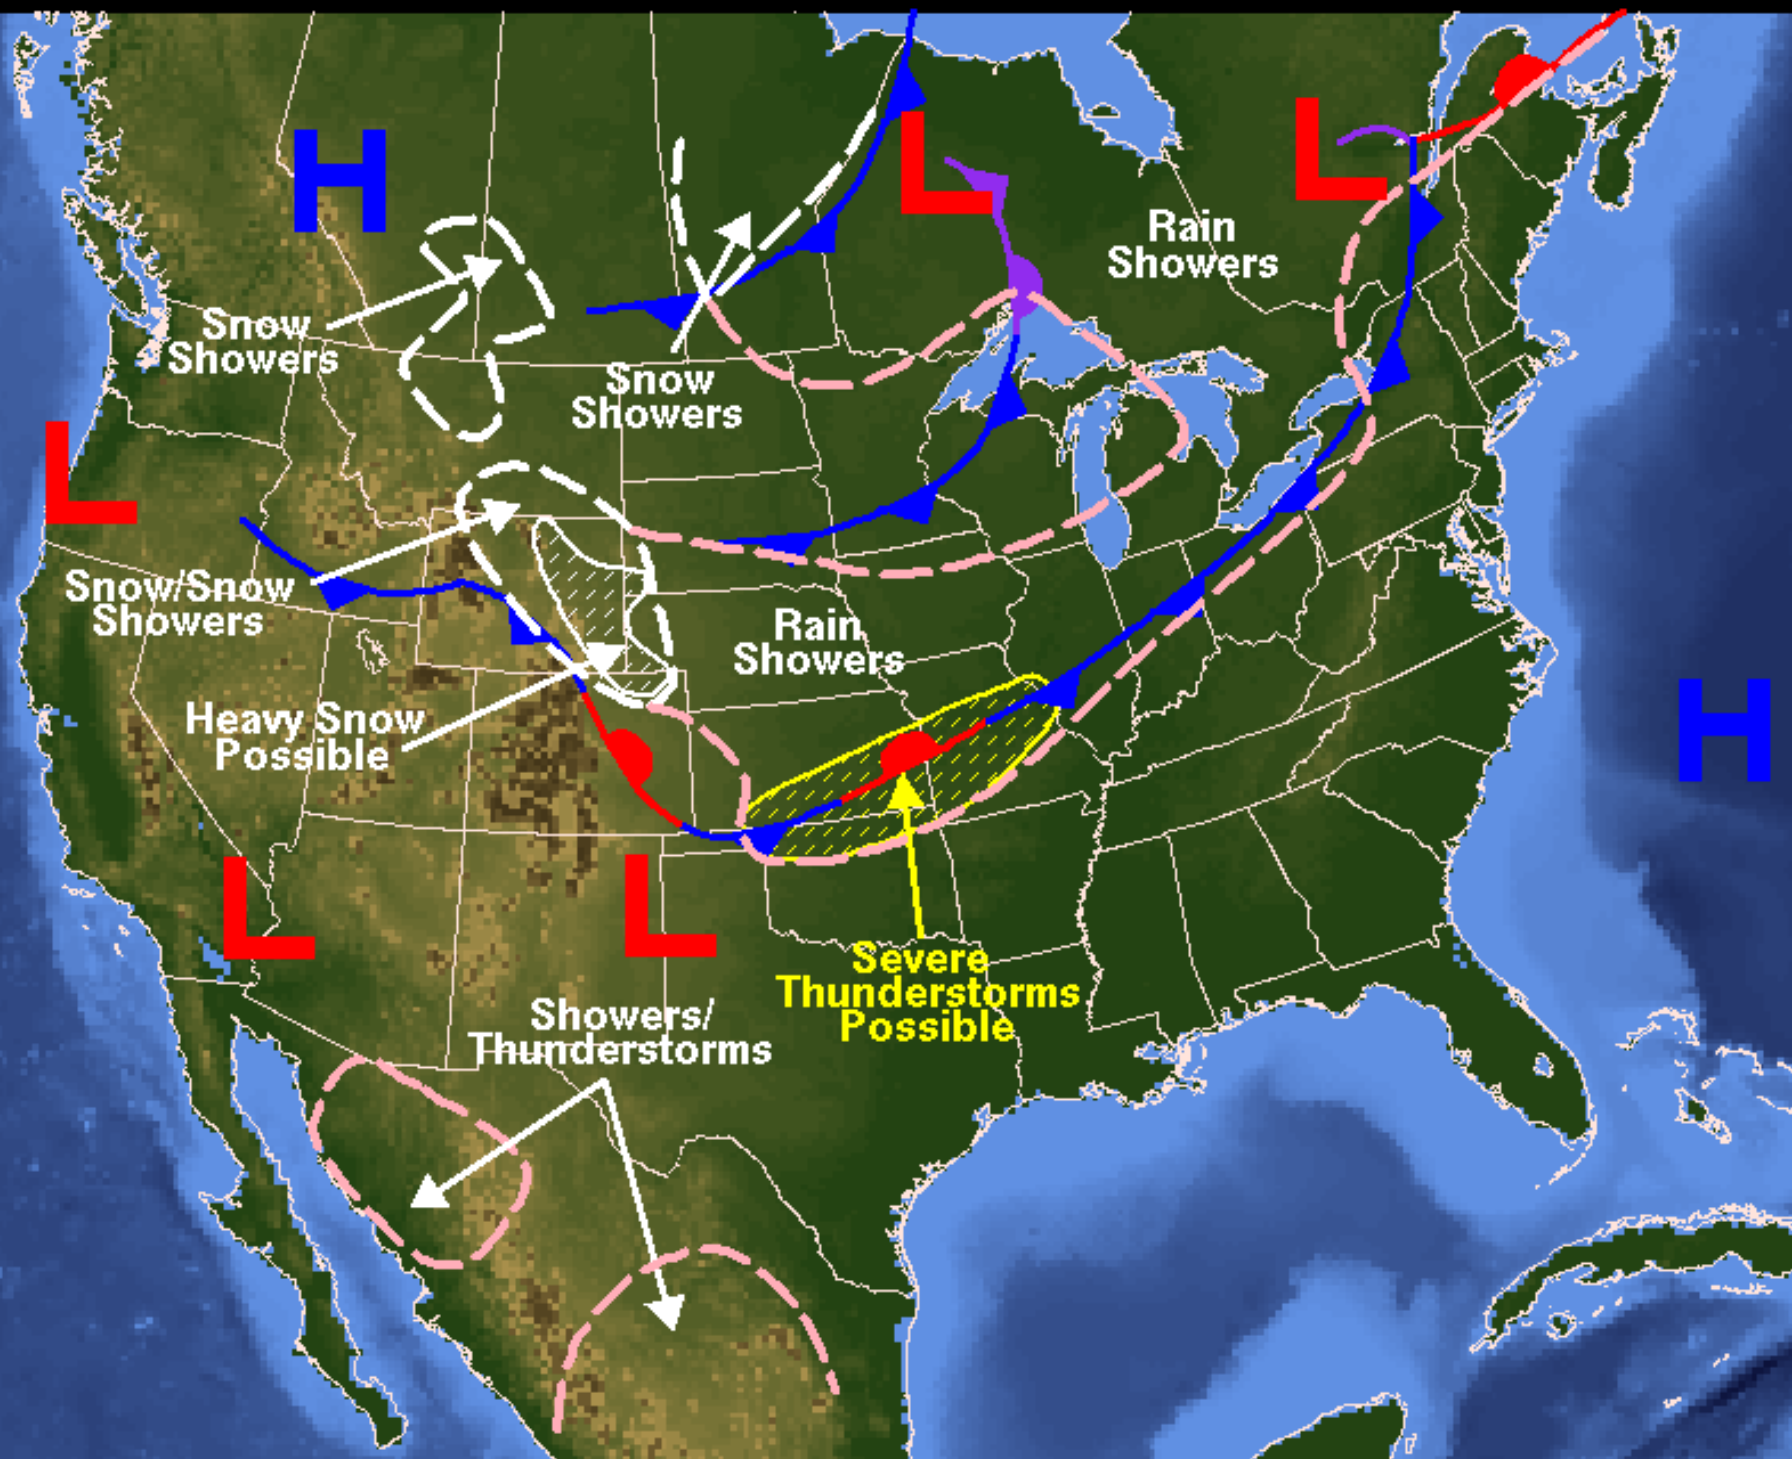 H
L
L
Rain
Showers
Snow
Showers
Snow
Showers
L
Snow/Snow
Showers
Rain
Showers
Heavy Snow
Possible
H
L
L
Severe
Thunderstorms
Possible
Showers/
Thunderstorms